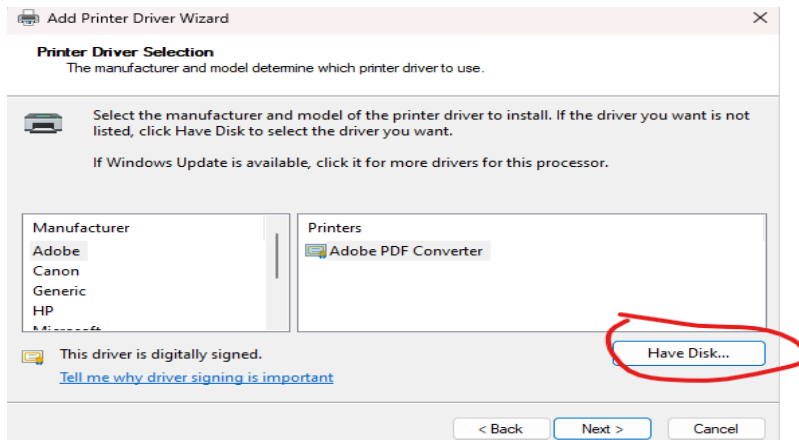 Add Printer Driver Wizard
Printer Driver Selection
The manufacturer and model determine which printer driver to use.
Select the manufacturer and model of the printer driver to install. If the driver you want is not
listed, click Have Disk to select the driver you want.
If Windows Update is available, click it for more drivers for this processor.
Manufacturer
Adobe
Canon
Generic
HP
Microsoft
Printers
Adobe PDF Converter
This driver is digitally signed.
Tell me why driver signing is important
Have Disk...
< Back
Next >
Cancel